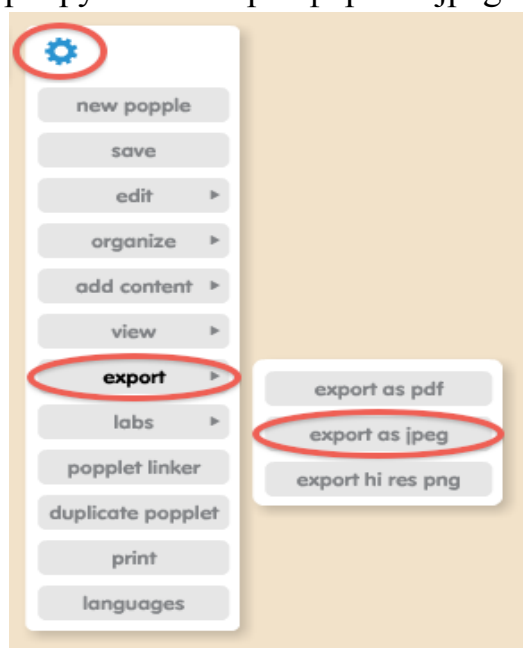 new popple
save
edit
organize
add content
view
export
labs
popplet linker
duplicate popplet
print
languages
export as pdf
export as jpeg
export hi res png